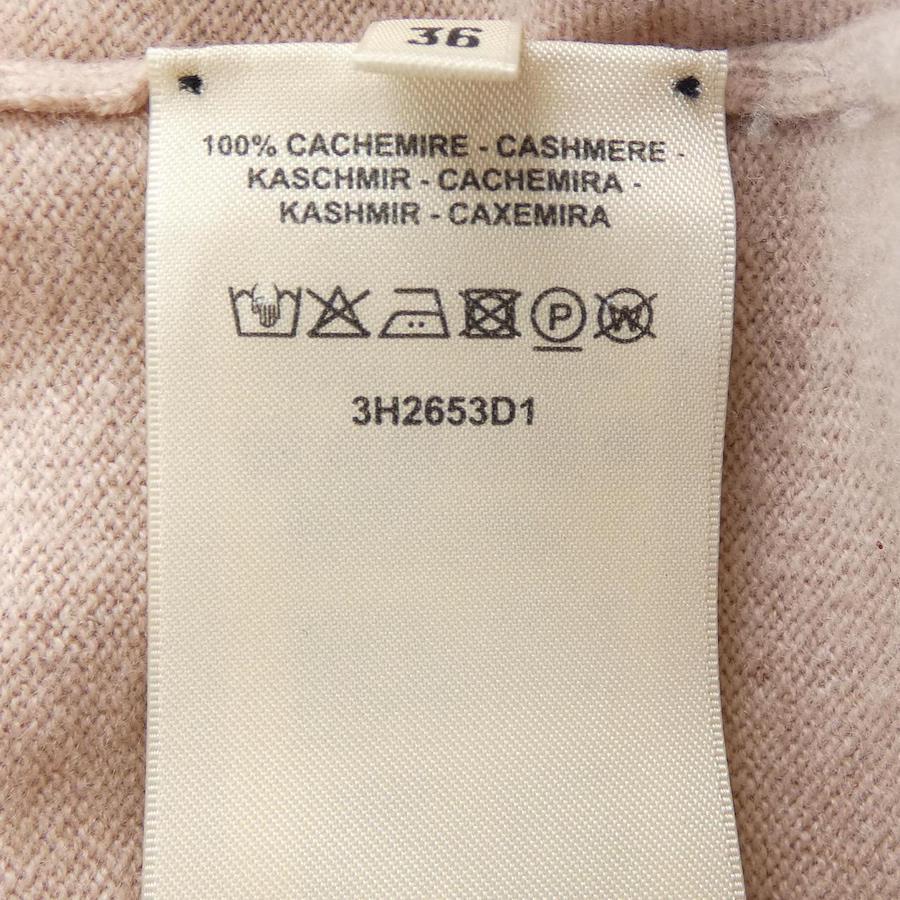 36
100% CACHEMIRE - CASHMERE -
KASCHMIR - CACHEMIRA -
KASHMIR - CAXEMIRA
P W
3H2653D1